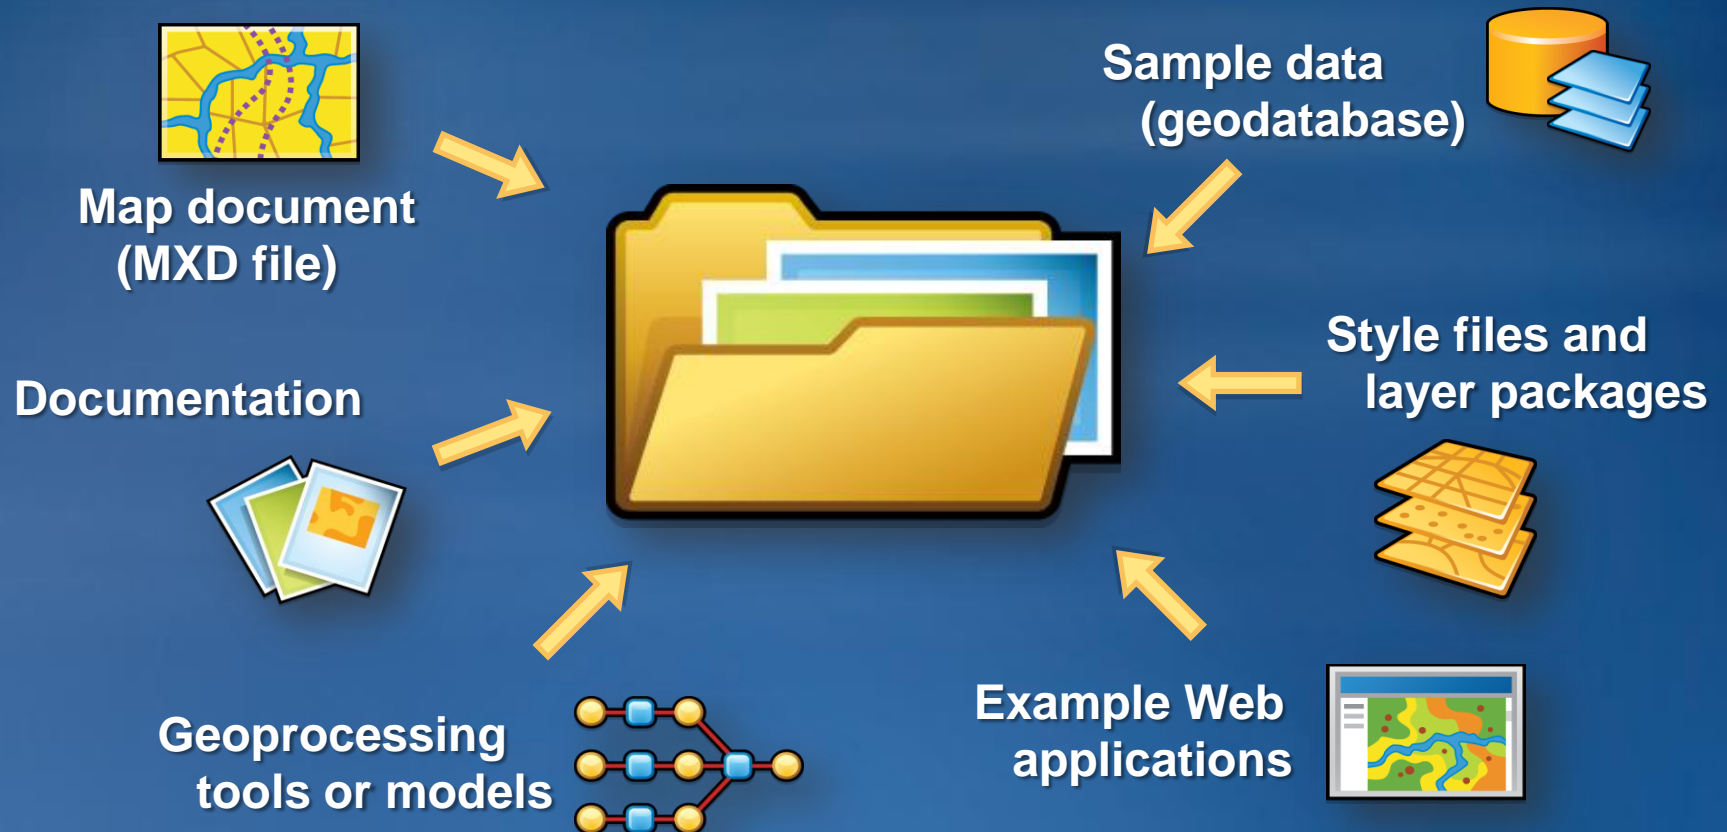 Map document
(MXD file)
Sample data
(geodatabase)
Documentation
Style files and
layer packages
Geoprocessing
tools or models
Example Web
applications